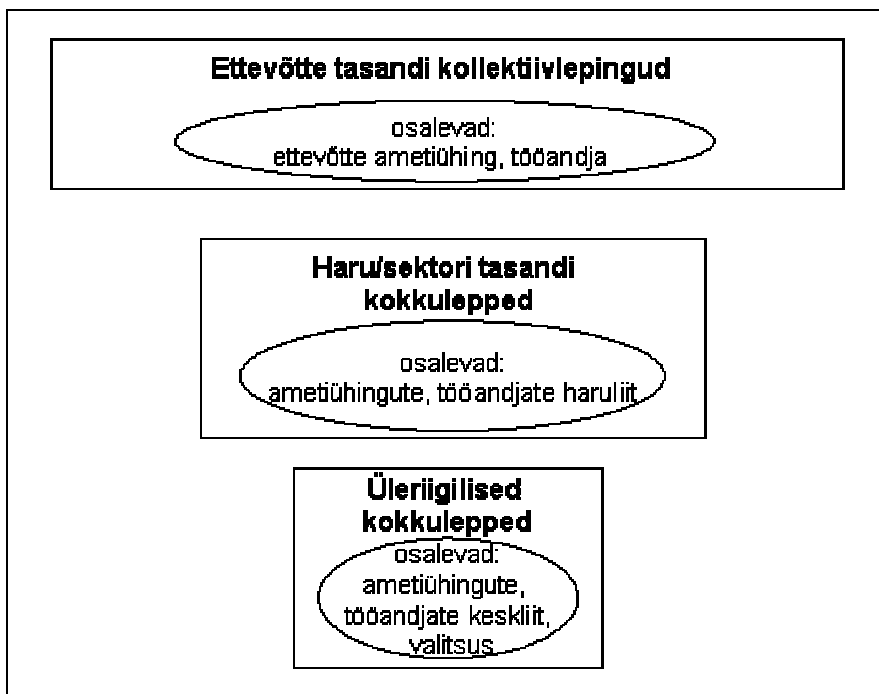 Ettevõtte tasandi kollektiivlepingud
osalevad:
ettevõtte ametiühing, tööandja
Haru/sektori tasandi
kokkulepped
osalevad:
ametiühingute, tööandjate haruliit
Üleriigilised
kokkulepped
osalevad:
ametiühingute,
tööandjate keskliit,
valitsus